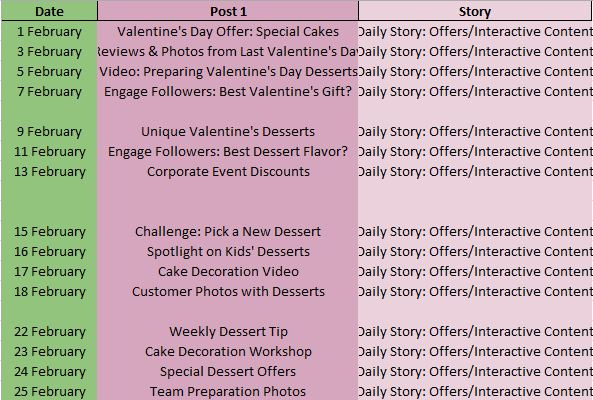 Date Post 1 Story
1 February Valentine's Day Offer: Special Cakes Daily Story: Offers/Interactive Content
3 February Reviews & Photos from Last Valentine's Day Daily Story: Offers/Interactive Content
5 February Video: Preparing Valentine's Day Desserts Daily Story: Offers/Interactive Content
7 February Engage Followers: Best Valentine's Gift? Daily Story: Offers/Interactive Content
9 February Unique Valentine's Desserts Daily Story: Offers/Interactive Content
11 February Engage Followers: Best Dessert Flavor? Daily Story: Offers/Interactive Content
13 February Corporate Event Discounts Daily Story: Offers/Interactive Content
15 February Challenge: Pick a New Dessert Daily Story: Offers/Interactive Content
16 February Spotlight on Kids' Desserts Daily Story: Offers/Interactive Content
17 February Cake Decoration Video Daily Story: Offers/Interactive Content
18 February Customer Photos with Desserts Daily Story: Offers/Interactive Content
22 February Weekly Dessert Tip Daily Story: Offers/Interactive Content
23 February Cake Decoration Workshop Daily Story: Offers/Interactive Content
24 February Special Dessert Offers Daily Story: Offers/Interactive Content
25 February Team Preparation Photos Daily Story: Offers/Interactive Content